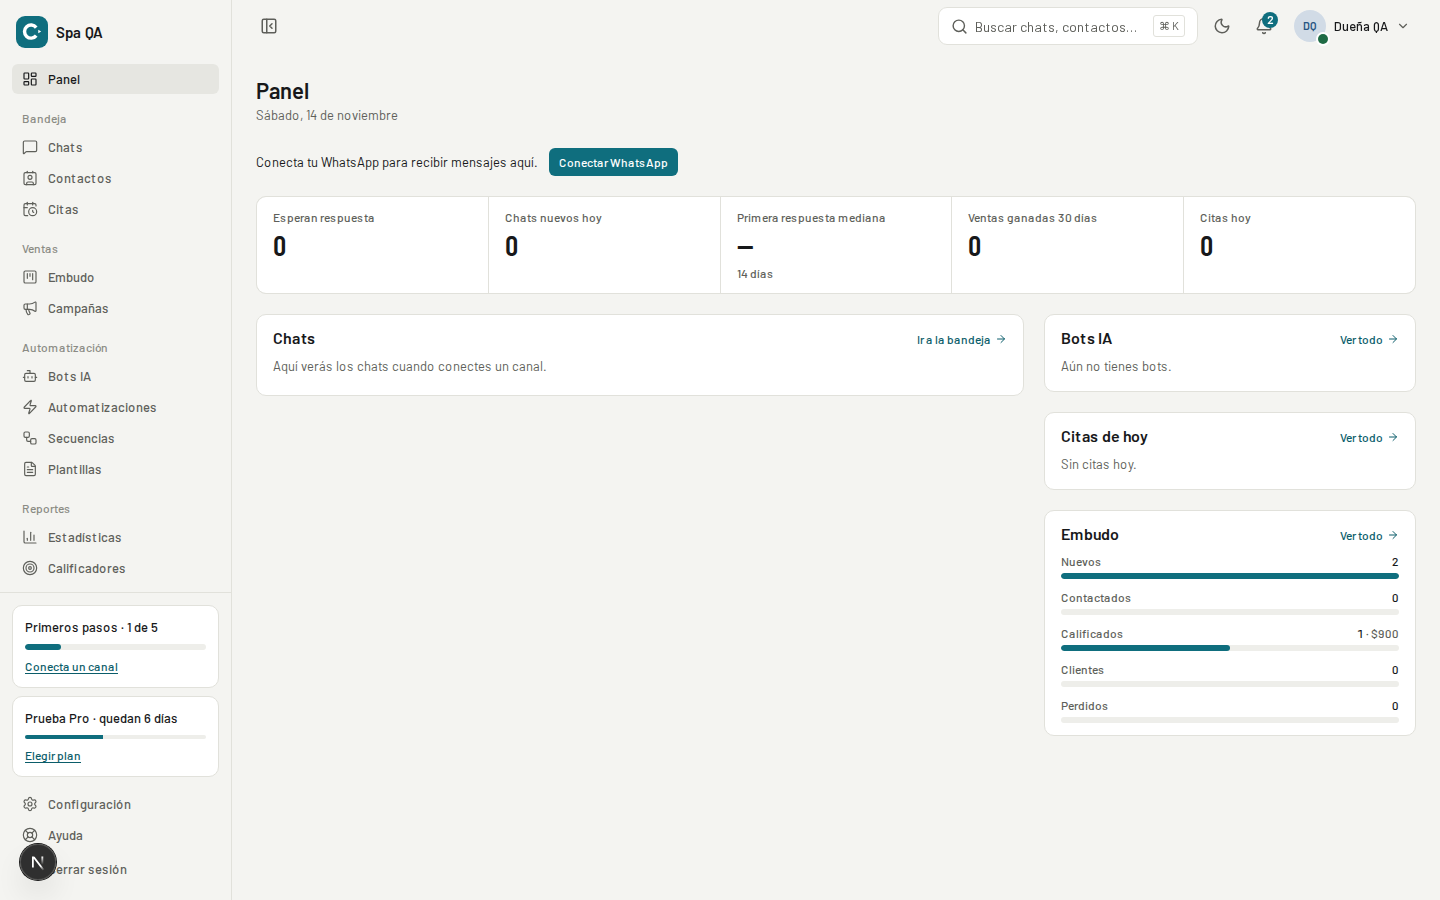 Spa QA
Buscar chats, contactos...
⌘ K
2
DQ
Dueña QA
Panel
Bandeja
Chats
Contactos
Citas
Ventas
Embudo
Campañas
Automatización
Bots IA
Automatizaciones
Secuencias
Plantillas
Reportes
Estadísticas
Calificadores
Primeros pasos · 1 de 5
Conecta un canal
Prueba Pro · quedan 6 días
Elegir plan
Configuración
Ayuda
N
errar sesión
Panel
Sábado, 14 de noviembre
Conecta tu WhatsApp para recibir mensajes aquí.
Conectar WhatsApp
Esperan respuesta
0
Chats nuevos hoy
0
Primera respuesta mediana
–
14 días
Ventas ganadas 30 días
0
Citas hoy
0
Chats
Ir a la bandeja →
Aquí verás los chats cuando conectes un canal.
Bots IA
Ver todo →
Aún no tienes bots.
Citas de hoy
Ver todo →
Sin citas hoy.
Embudo
Ver todo →
Nuevos 2
Contactados 0
Calificados 1 · $900
Clientes 0
Perdidos 0